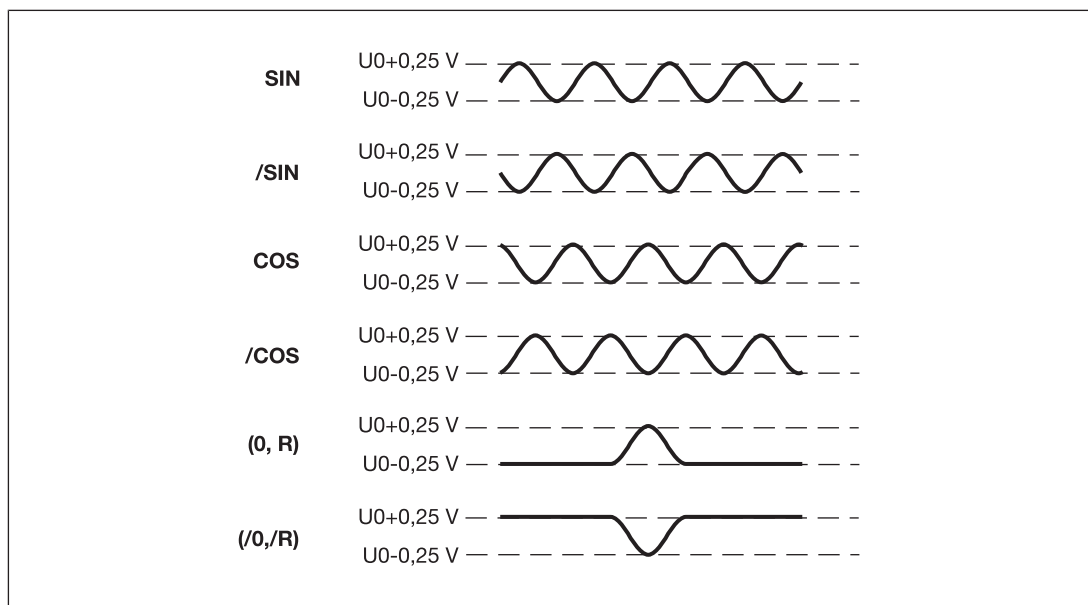 U0+0,25 V
SIN
U0-0,25 V
U0+0,25 V
/SIN
U0-0,25 V
U0+0,25 V
COS
U0-0,25 V
U0+0,25 V
/COS
U0-0,25 V
U0+0,25 V
(0, R)
U0-0,25 V
U0+0,25 V
(/0,/R)
U0-0,25 V